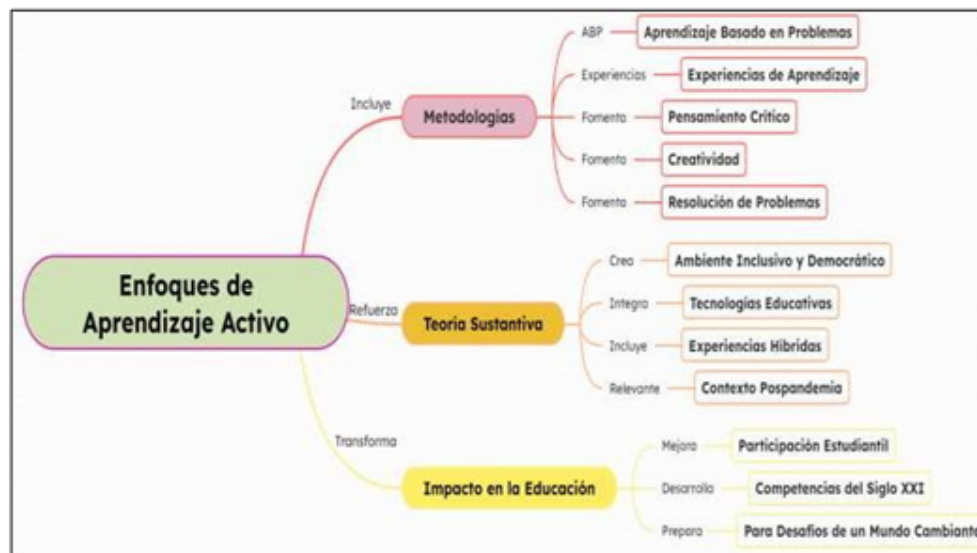 ABP Aprendizaje Basado en Problemas
Experiencias Experiencias de Aprendizaje
Incluye Metodologías Fomenta Pensamiento Crítico
Fomenta Creatividad
Fomenta Resolución de Problemas
Enfoques de
Aprendizaje Activo
Crea Ambiente Inclusivo y Democrático
Integra Tecnologías Educativas
Refuerza Teoría Sustantiva
Incluye Experiencias Híbridas
Relevante Contexto Pospandemia
Transforma
Mejora Participación Estudiantil
Impacto en la Educación Desarrolla Competencias del Siglo XXI
Prepara Para Desafíos de un Mundo Cambiante